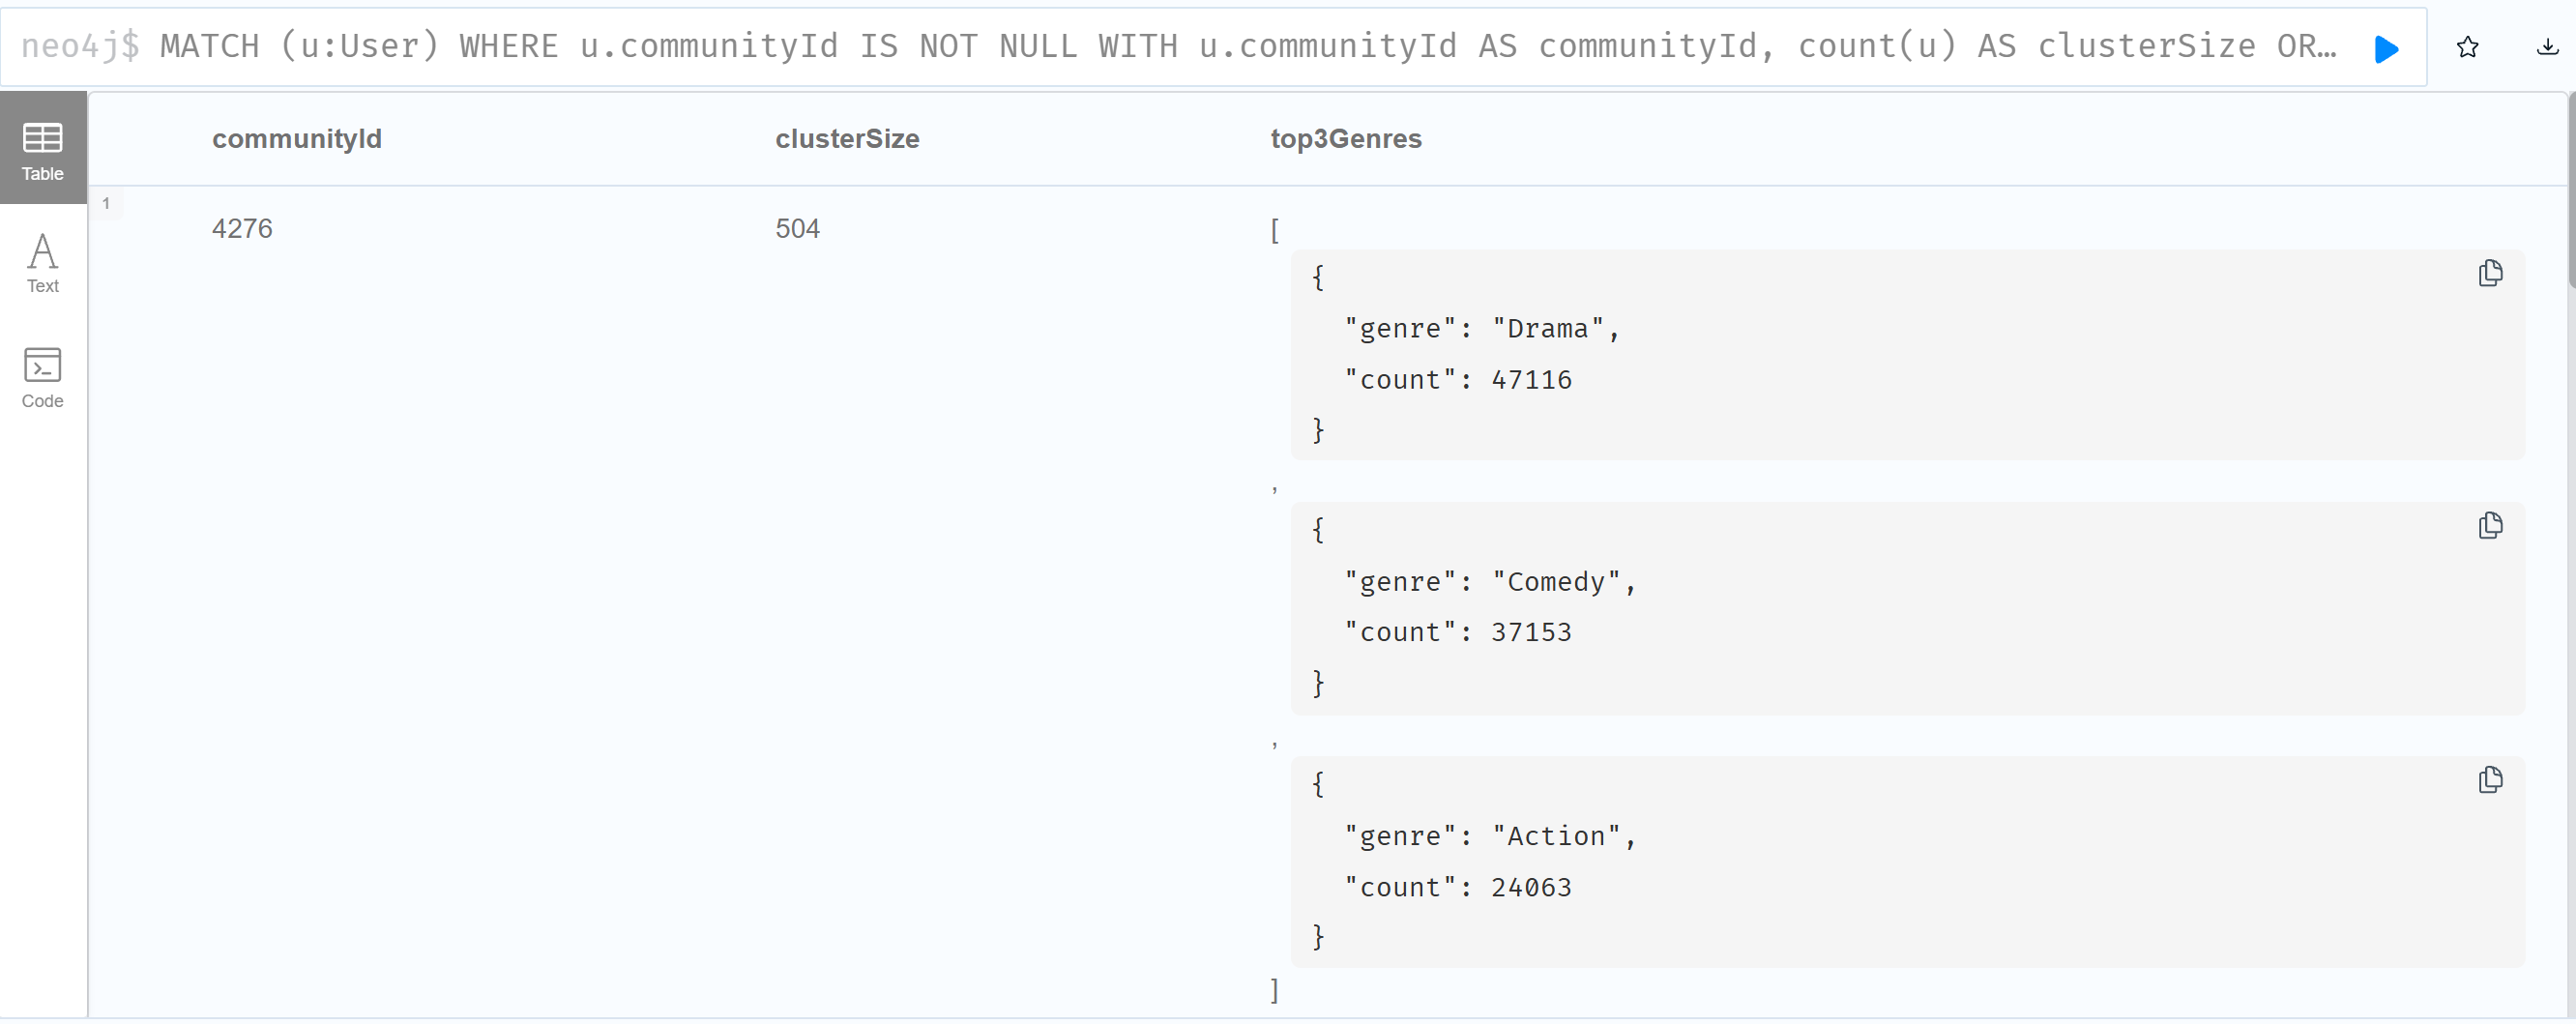 neo4j$ MATCH (u:User) WHERE u.communityId IS NOT NULL WITH u.communityId AS communityId, count(u) AS clusterSize OR…
Table
Text
Code
communityId clusterSize top3Genres
1
4276 504 [
{
"genre": "Drama",
"count": 47116
}
,
{
"genre": "Comedy",
"count": 37153
}
,
{
"genre": "Action",
"count": 24063
}
]